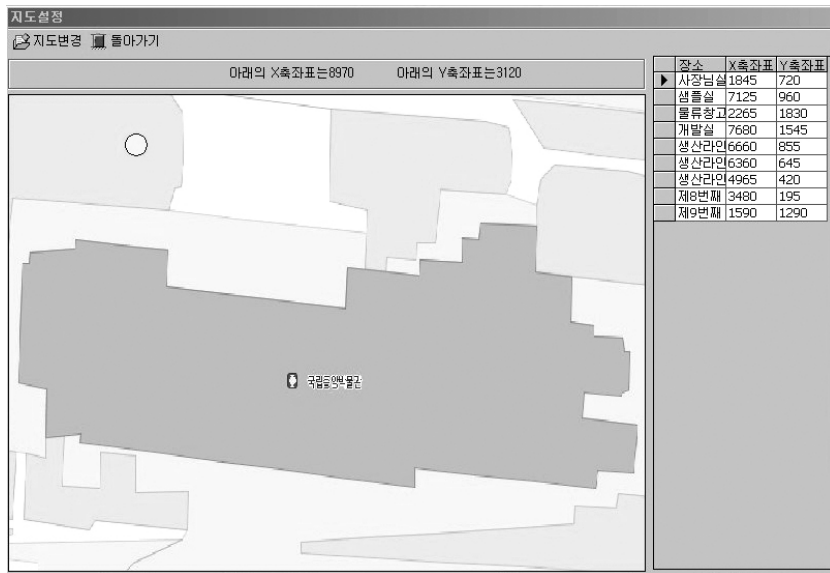 지도설정
지도변경 돌아가기
아래의 X축좌표는8970 아래의 Y축좌표는3120
장소 X축좌표 Y축좌표
사장님실 1845 720
샘플실 7125 960
물류창고 2265 1830
개발실 7680 1545
생산라인 6660 855
생산라인 6360 645
생산라인 4965 420
제8번째 3480 195
제9번째 1590 1290